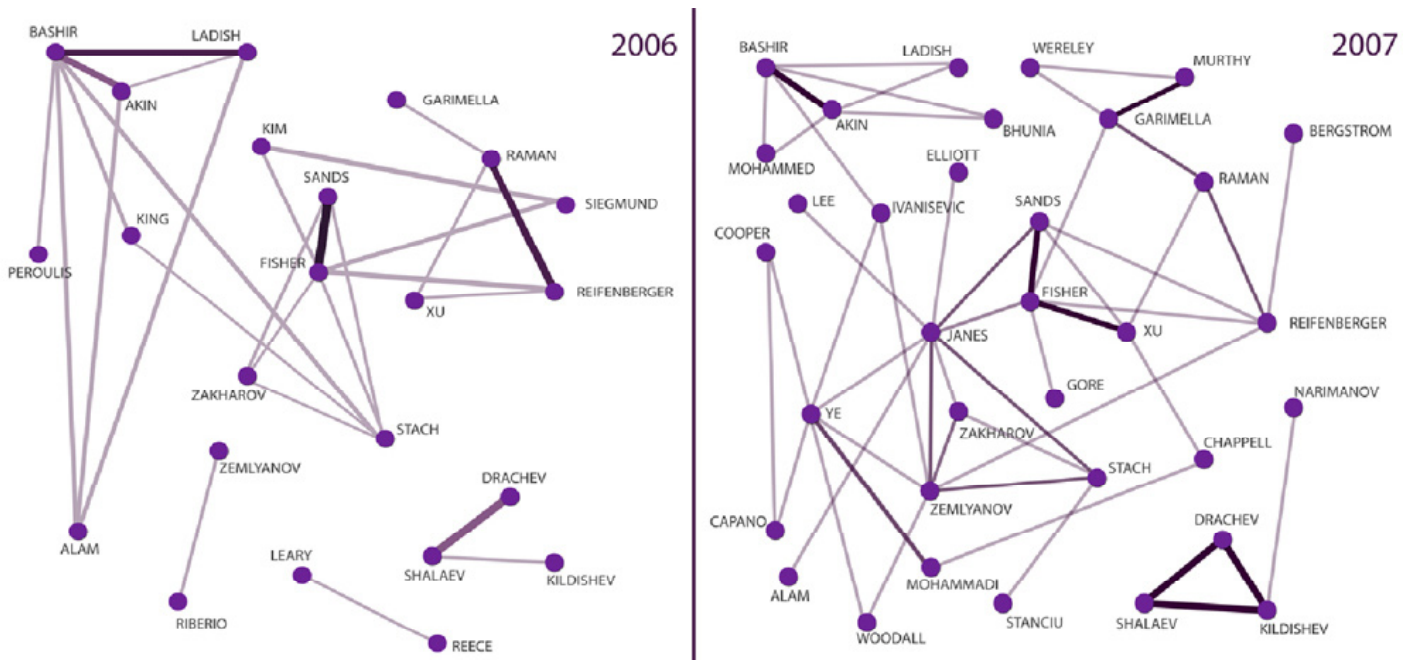 BASHIR
LADISH
2006
AKIN
GARIMELLA
KIM
RAMAN
SANDS
SIEGMUND
KING
FISHER
PEROULIS
REIFENBERGER
XU
ZAKHAROV
STACH
ZEMLYANOV
DRACHEV
ALAM
LEARY
SHALAEV
KILDISHEV
RIBERIO
REECE
BASHIR
LADISH
WERELEY
2007
MURTHY
AKIN
BHUNIA
GARIMELLA
BERGSTROM
MOHAMMED
ELLIOTT
RAMAN
LEE
IVANISEVIC
SANDS
COOPER
FISHER
JANES
XU
REIFENBERGER
GORE
NARIMANOV
YE
ZAKHAROV
CHAPPELL
STACH
ZEMLYANOV
CAPANO
DRACHEV
MOHAMMADI
ALAM
STANCIU
SHALAEV
KILDISHEV
WOODALL